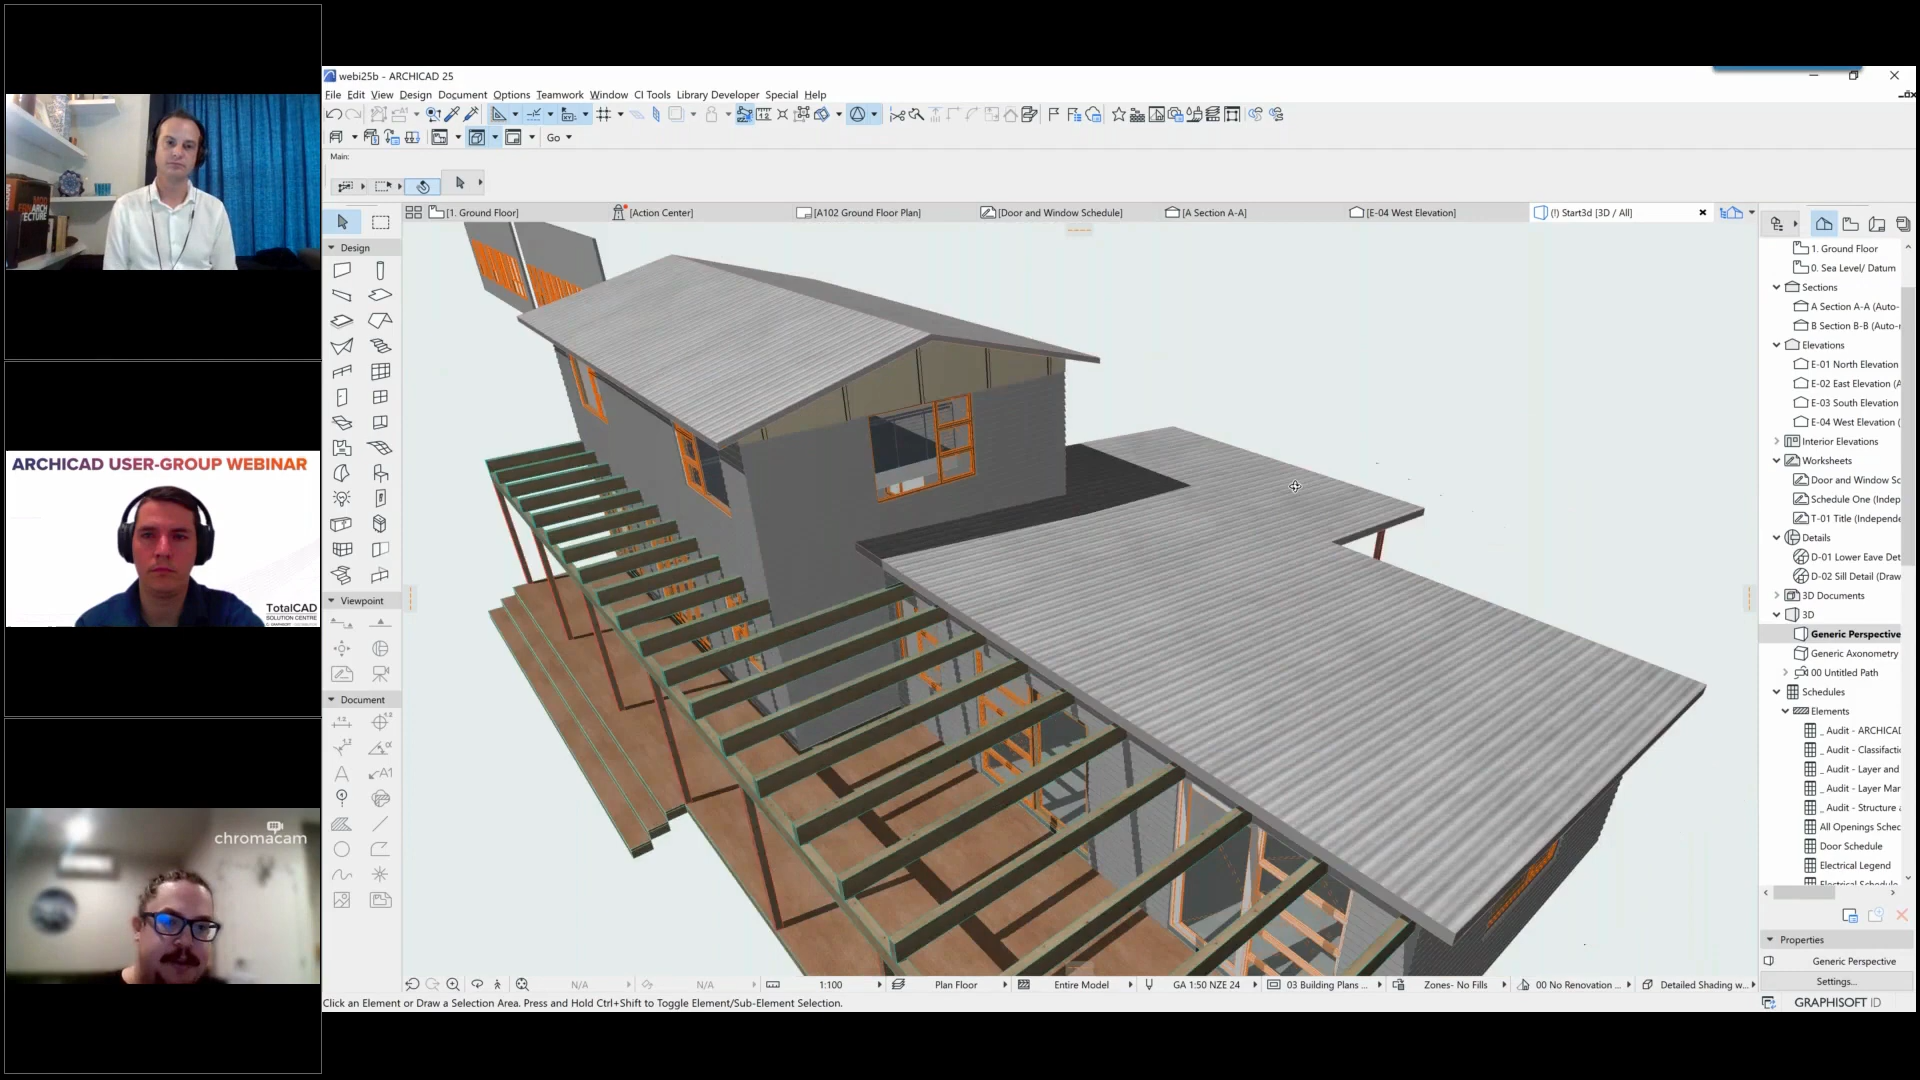 ARCHITECTURE
ARCHICAD USER-GROUP WEBINAR
TotalCAD
SOLUTION CENTRE
chromacam
webi25b - ARCHICAD 25
File Edit View Design Document Options Teamwork Window CI Tools Library Developer Special Help
Go
Main:
[1. Ground Floor]
[Action Center]
[A102 Ground Floor Plan]
[Door and Window Schedule]
[A Section A-A]
[E-04 West Elevation]
(!) Start3d [3D / All]
Design
Viewpoint
Document
1. Ground Floor
0. Sea Level/ Datum
Sections
A Section A-A (Auto-
B Section B-B (Auto-
Elevations
E-01 North Elevation
E-02 East Elevation (A
E-03 South Elevation
E-04 West Elevation (
Interior Elevations
Worksheets
Door and Window Sc
Schedule One (Indep
T-01 Title (Independe
Details
D-01 Lower Eave Det
D-02 Sill Detail (Draw
3D Documents
3D
Generic Perspective
Generic Axonometry
00 Untitled Path
Schedules
Elements
_ Audit - ARCHICAD
_ Audit - Classifactic
_ Audit - Layer and
_ Audit - Layer Mar
_ Audit - Structure a
All Openings Sched
Door Schedule
Electrical Legend
Electrical Schedule
Properties
Generic Perspective
Settings...
GRAPHISOFT ID
N/A
N/A
1:100
Plan Floor
Entire Model
GA 1:50 NZE 24
03 Building Plans ...
Zones- No Fills
00 No Renovation ...
Detailed Shading w...
Click an Element or Draw a Selection Area. Press and Hold Ctrl+Shift to Toggle Element/Sub-Element Selection.